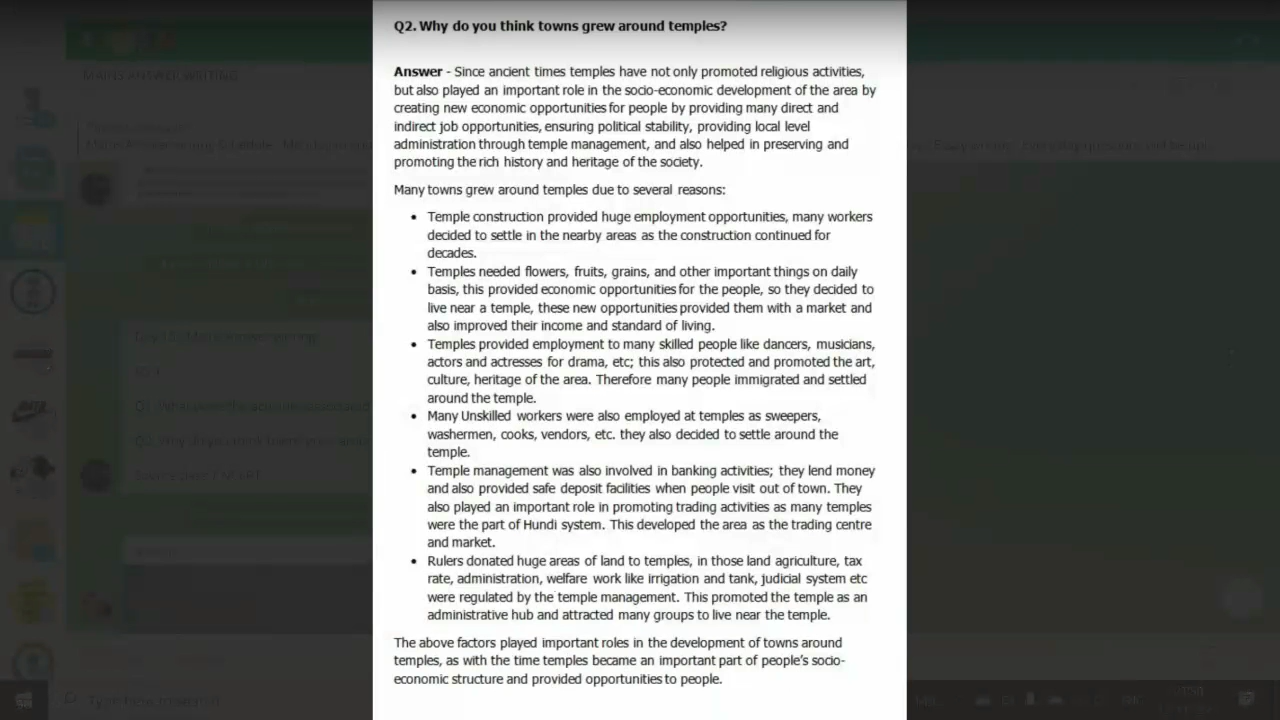 Q2. Why do you think towns grew around temples?
Answer - Since ancient times temples have not only promoted religious activities,
but also played an important role in the socio-economic development of the area by
creating new economic opportunities for people by providing many direct and
indirect job opportunities, ensuring political stability, providing local level
administration through temple management, and also helped in preserving and
promoting the rich history and heritage of the society.
Many towns grew around temples due to several reasons:
• Temple construction provided huge employment opportunities, many workers
decided to settle in the nearby areas as the construction continued for
decades.
• Temples needed flowers, fruits, grains, and other important things on daily
basis, this provided economic opportunities for the people, so they decided to
live near a temple, these new opportunities provided them with a market and
also improved their income and standard of living.
• Temples provided employment to many skilled people like dancers, musicians,
actors and actresses for drama, etc; this also protected and promoted the art,
culture, heritage of the area. Therefore many people immigrated and settled
around the temple.
• Many Unskilled workers were also employed at temples as sweepers,
washermen, cooks, vendors, etc. they also decided to settle around the
temple.
• Temple management was also involved in banking activities; they lend money
and also provided safe deposit facilities when people visit out of town. They
also played an important role in promoting trading activities as many temples
were the part of Hundi system. This developed the area as the trading centre
and market.
• Rulers donated huge areas of land to temples, in those land agriculture, tax
rate, administration, welfare work like irrigation and tank, judicial system etc
were regulated by the temple management. This promoted the temple as an
administrative hub and attracted many groups to live near the temple.
The above factors played important roles in the development of towns around
temples, as with the time temples became an important part of people's socio-
economic structure and provided opportunities to people.
MAINS ANSWER WRITING